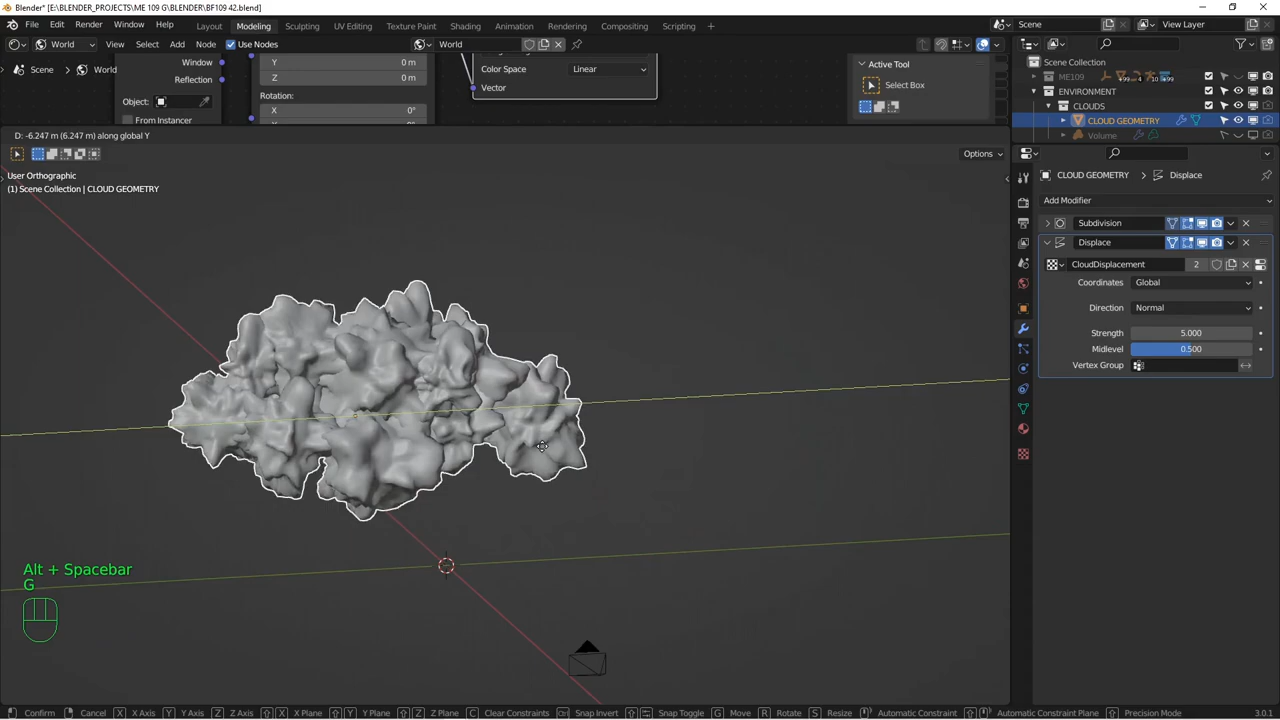 Blender* [E:\BLENDER_PROJECTS\ME 109 G\BLENDER\BF109 42.blend]
File Edit Render Window Help Layout Modeling Sculpting UV Editing Texture Paint Shading Animation Rendering Compositing Scripting + Scene View Layer
World View Select Add Node Use Nodes World
Scene > World
Window
Reflection
Object:
From Instancer
Y 0 m
Z 0 m
Rotation:
X 0°
Color Space Linear
Vector
Active Tool
Select Box
Scene Collection
ME109
ENVIRONMENT
CLOUDS
CLOUD GEOMETRY
Volume
D: -6.247 m (6.247 m) along global Y
Options
User Orthographic
(1) Scene Collection | CLOUD GEOMETRY
CLOUD GEOMETRY > Displace
Add Modifier
Subdivision
Displace
CloudDisplacement 2
Coordinates Global
Direction Normal
Strength 5.000
Midlevel 0.500
Vertex Group
Alt + Spacebar
G
Confirm Cancel X X Axis Y Y Axis Z Z Axis X X Plane Y Y Plane Z Z Plane C Clear Constraints Ctrl Snap Invert Snap Toggle G Move R Rotate S Resize Automatic Constraint Automatic Constraint Plane Precision Mode 3.0.1